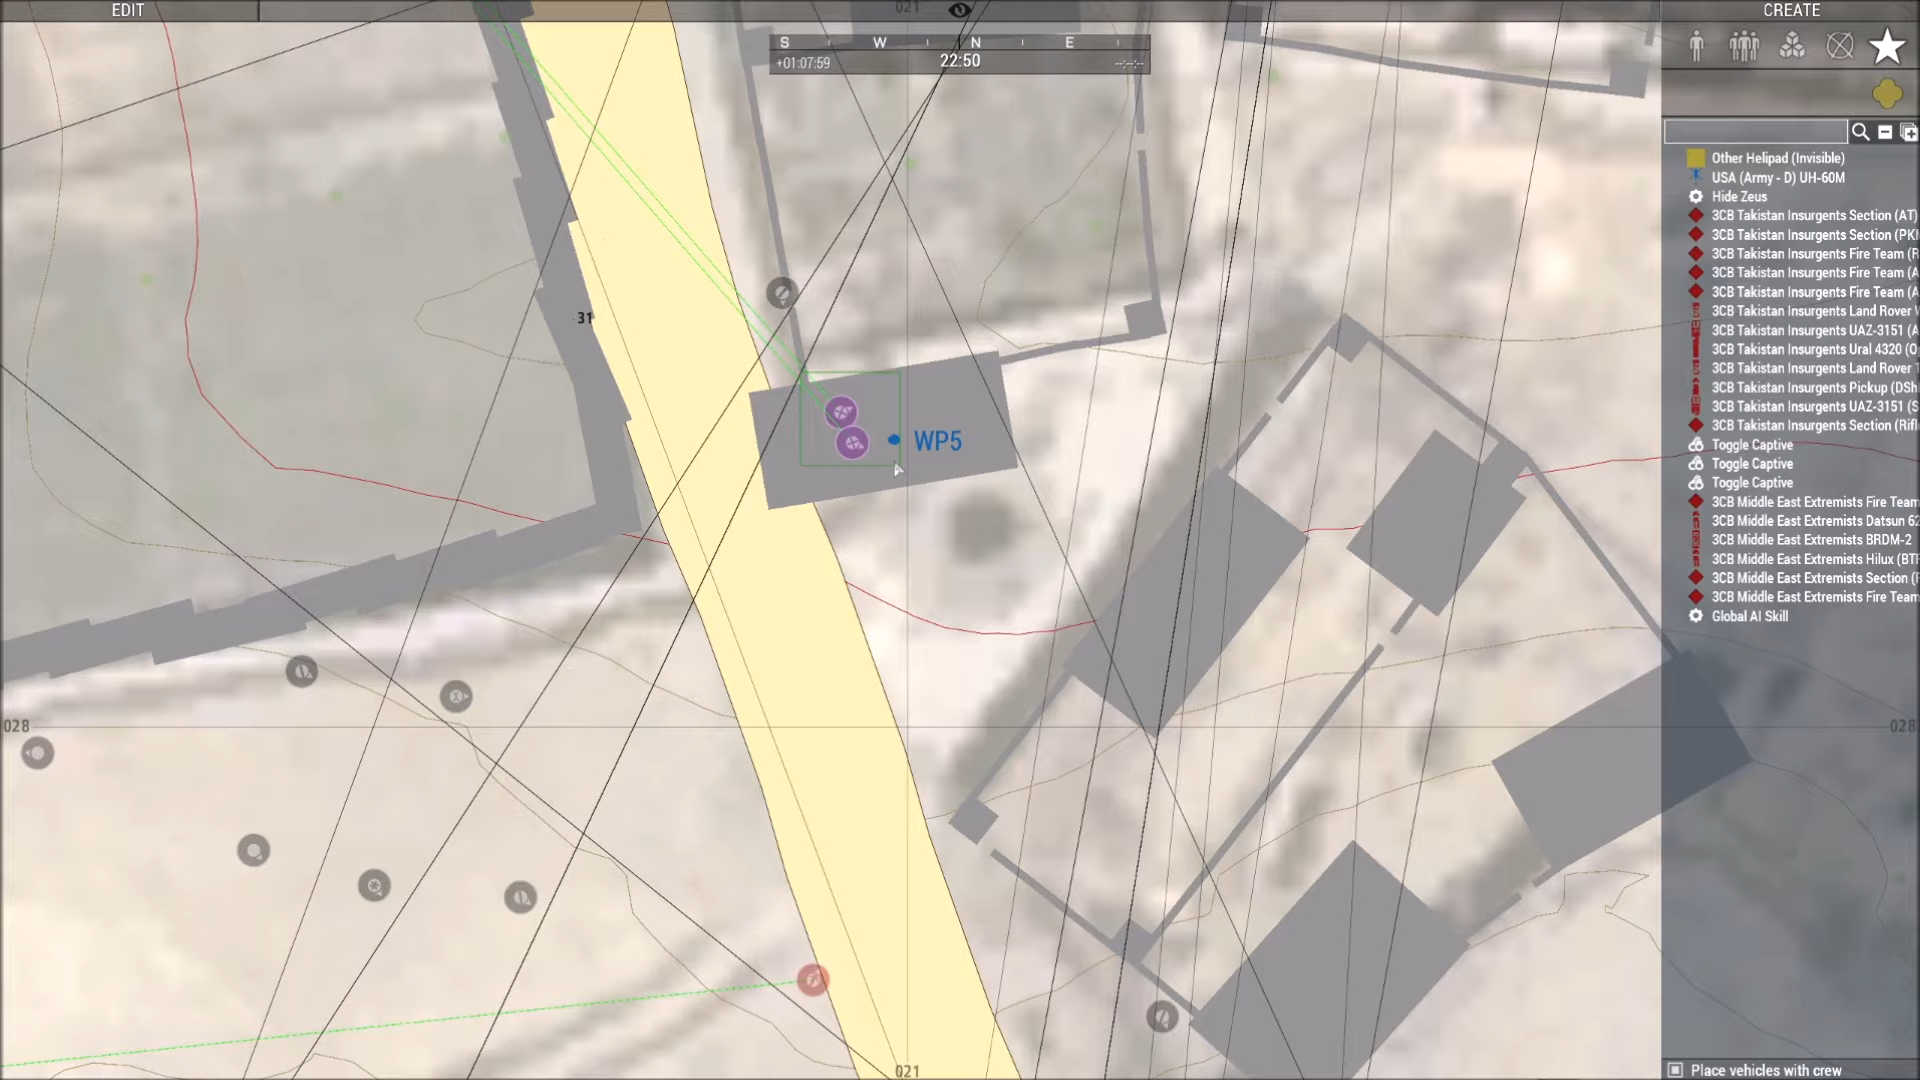 EDIT
021
CREATE
S W N E
+01:07:59 22:50 --:--
31
WP5
028
028
021
Other Helipad (Invisible)
USA (Army - D) UH-60M
Hide Zeus
3CB Takistan Insurgents Section (AT)
3CB Takistan Insurgents Section (PK
3CB Takistan Insurgents Fire Team (R
3CB Takistan Insurgents Fire Team (A
3CB Takistan Insurgents Fire Team (A
3CB Takistan Insurgents Land Rover
3CB Takistan Insurgents UAZ-3151 (A
3CB Takistan Insurgents Ural 4320 (O
3CB Takistan Insurgents Land Rover
3CB Takistan Insurgents Pickup (DSh
3CB Takistan Insurgents UAZ-3151 (S
3CB Takistan Insurgents Section (Rifl
Toggle Captive
Toggle Captive
Toggle Captive
3CB Middle East Extremists Fire Team
3CB Middle East Extremists Datsun 62
3CB Middle East Extremists BRDM-2
3CB Middle East Extremists Hilux (BT
3CB Middle East Extremists Section (
3CB Middle East Extremists Fire Team
Global AI Skill
Place vehicles with crew